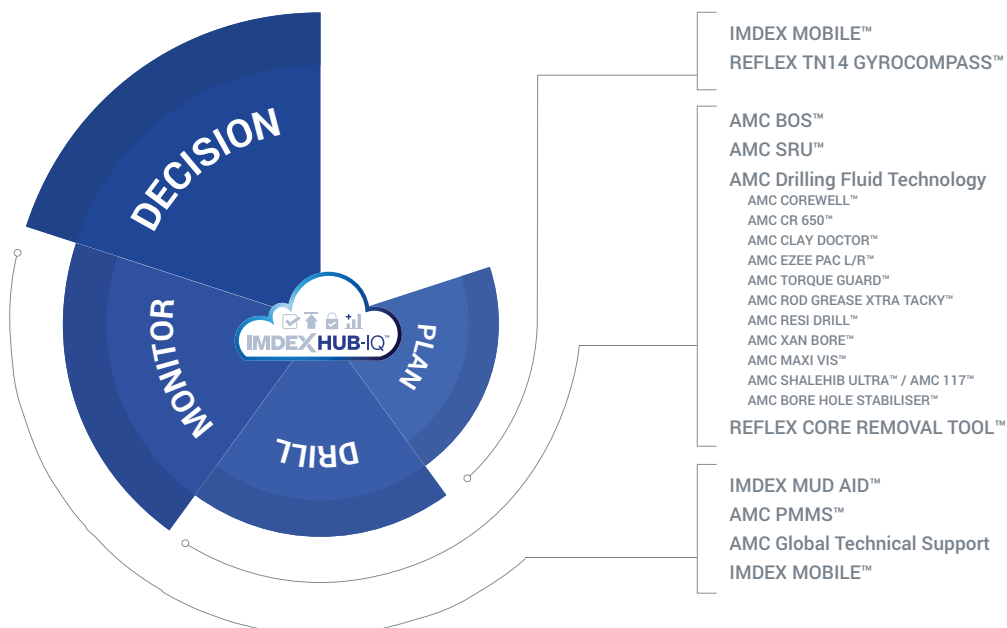 DECISION
MONITOR
DRILL
PLAN
IMDEX HUB-IQ™
IMDEX MOBILE™
REFLEX TN14 GYROCOMPASS™
AMC BOS™
AMC SRU™
AMC Drilling Fluid Technology
AMC COREWELL™
AMC CR 650™
AMC CLAY DOCTOR™
AMC EZEE PAC L/R™
AMC TORQUE GUARD™
AMC ROD GREASE XTRA TACKY™
AMC RESI DRILL™
AMC XAN BORE™
AMC MAXI VIS™
AMC SHALEHIB ULTRA™ / AMC 117™
AMC BORE HOLE STABILISER™
REFLEX CORE REMOVAL TOOL™
IMDEX MUD AID™
AMC PMMS™
AMC Global Technical Support
IMDEX MOBILE™